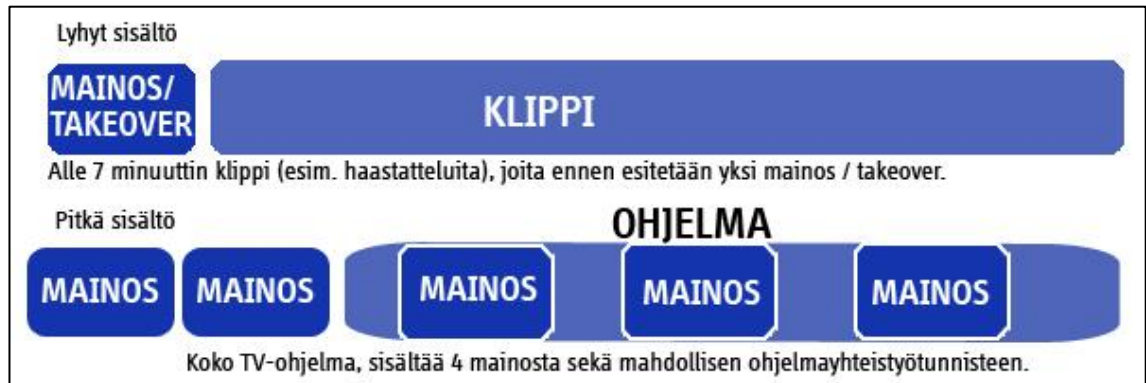 Lyhyt sisältö
MAINOS/
TAKEOVER
KLIPPI
Alle 7 minuuttin klippi (esim. haastatteluita), joita ennen esitetään yksi mainos / takeover.
Pitkä sisältö
OHJELMA
MAINOS MAINOS MAINOS MAINOS MAINOS
Koko TV-ohjelma, sisältää 4 mainosta sekä mahdollisen ohjelmayhteistyötunnisteen.